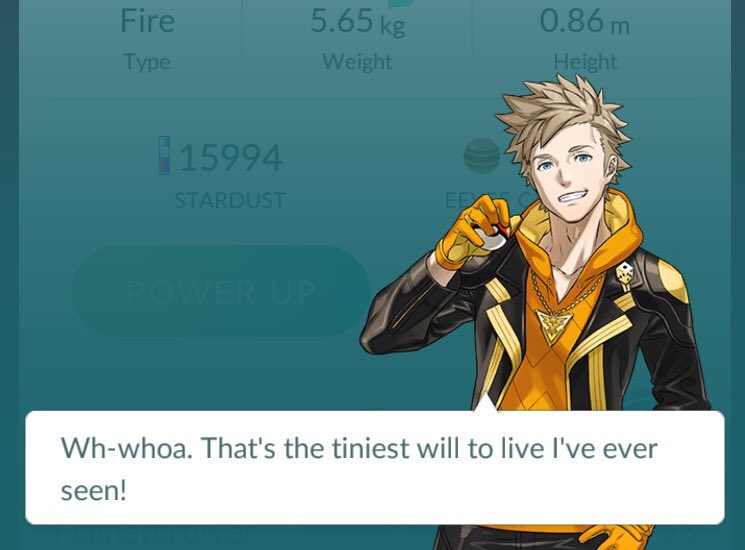 Fire
5.65 kg
0.86 m
Type
Weight
Height
15994
STARDUST
POWER UP
Wh-whoa. That's the tiniest will to live I've ever
seen!
Flamethrower